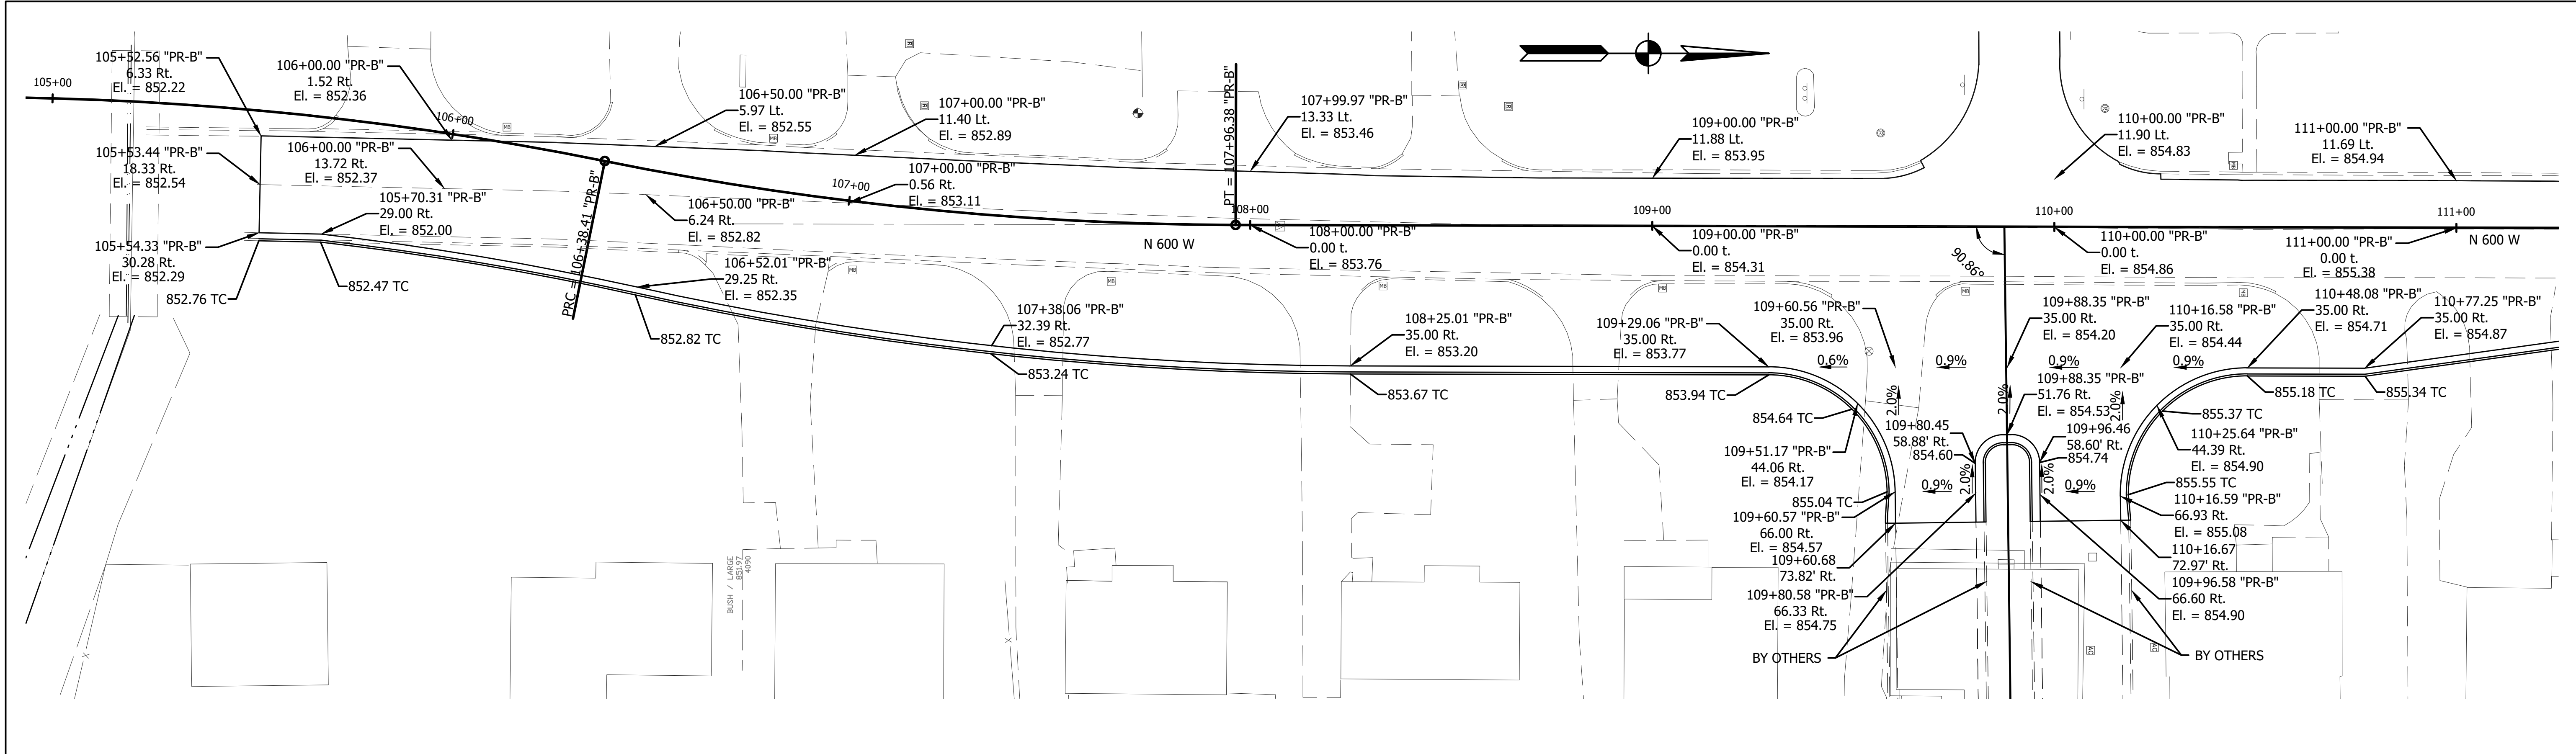 105+00
105+52.56 "PR-B"
6.33 Rt.
El. = 852.22
106+00.00 "PR-B"
1.52 Rt.
El. = 852.36
106+00
105+53.44 "PR-B"
18.33 Rt.
El. = 852.54
106+00.00 "PR-B"
13.72 Rt.
El. = 852.37
105+70.31 "PR-B"
29.00 Rt.
El. = 852.00
105+54.33 "PR-B"
30.28 Rt.
El. = 852.29
852.76 TC
852.47 TC
PRC = 106+38.41 "PR-B"
106+50.00 "PR-B"
5.97 Lt.
El. = 852.55
107+00.00 "PR-B"
11.40 Lt.
El. = 852.89
107+00
107+00.00 "PR-B"
0.56 Rt.
El. = 853.11
106+50.00 "PR-B"
6.24 Rt.
El. = 852.82
106+52.01 "PR-B"
29.25 Rt.
El. = 852.35
852.82 TC
107+38.06 "PR-B"
32.39 Rt.
El. = 852.77
853.24 TC
N 600 W
PT = 107+96.38 "PR-B"
107+99.97 "PR-B"
13.33 Lt.
El. = 853.46
108+00
108+00.00 "PR-B"
0.00 t.
El. = 853.76
108+25.01 "PR-B"
35.00 Rt.
El. = 853.20
853.67 TC
109+00.00 "PR-B"
11.88 Lt.
El. = 853.95
109+00
109+00.00 "PR-B"
0.00 t.
El. = 854.31
109+29.06 "PR-B"
35.00 Rt.
El. = 853.77
853.94 TC
109+60.56 "PR-B"
35.00 Rt.
El. = 853.96
0.6%
0.9%
0.9%
0.9%
90.86°
110+00.00 "PR-B"
11.90 Lt.
El. = 854.83
110+00
110+00.00 "PR-B"
0.00 t.
El. = 854.86
111+00.00 "PR-B"
11.69 Lt.
El. = 854.94
111+00
111+00.00 "PR-B"
0.00 t.
El. = 855.38
N 600 W
109+88.35 "PR-B"
35.00 Rt.
El. = 854.20
110+16.58 "PR-B"
35.00 Rt.
El. = 854.44
110+48.08 "PR-B"
35.00 Rt.
El. = 854.71
110+77.25 "PR-B"
35.00 Rt.
El. = 854.87
109+88.35 "PR-B"
51.76 Rt.
El. = 854.53
2.0%
2.0%
2.0%
855.18 TC
855.34 TC
854.64 TC
109+80.45
58.88' Rt.
854.60
109+96.46
58.60' Rt.
854.74
855.37 TC
110+25.64 "PR-B"
44.39 Rt.
El. = 854.90
109+51.17 "PR-B"
44.06 Rt.
El. = 854.17
0.9%
2.0%
2.0%
0.9%
855.55 TC
855.04 TC
110+16.59 "PR-B"
66.93 Rt.
El. = 855.08
109+60.57 "PR-B"
66.00 Rt.
El. = 854.57
109+60.68
73.82' Rt.
110+16.67
72.97' Rt.
109+80.58 "PR-B"
66.33 Rt.
El. = 854.75
109+96.58 "PR-B"
66.60 Rt.
El. = 854.90
BY OTHERS
BY OTHERS
BUSH / LARGE
851.97
4090
MB
MB
MB
MB
MB
MB
MB
X
X